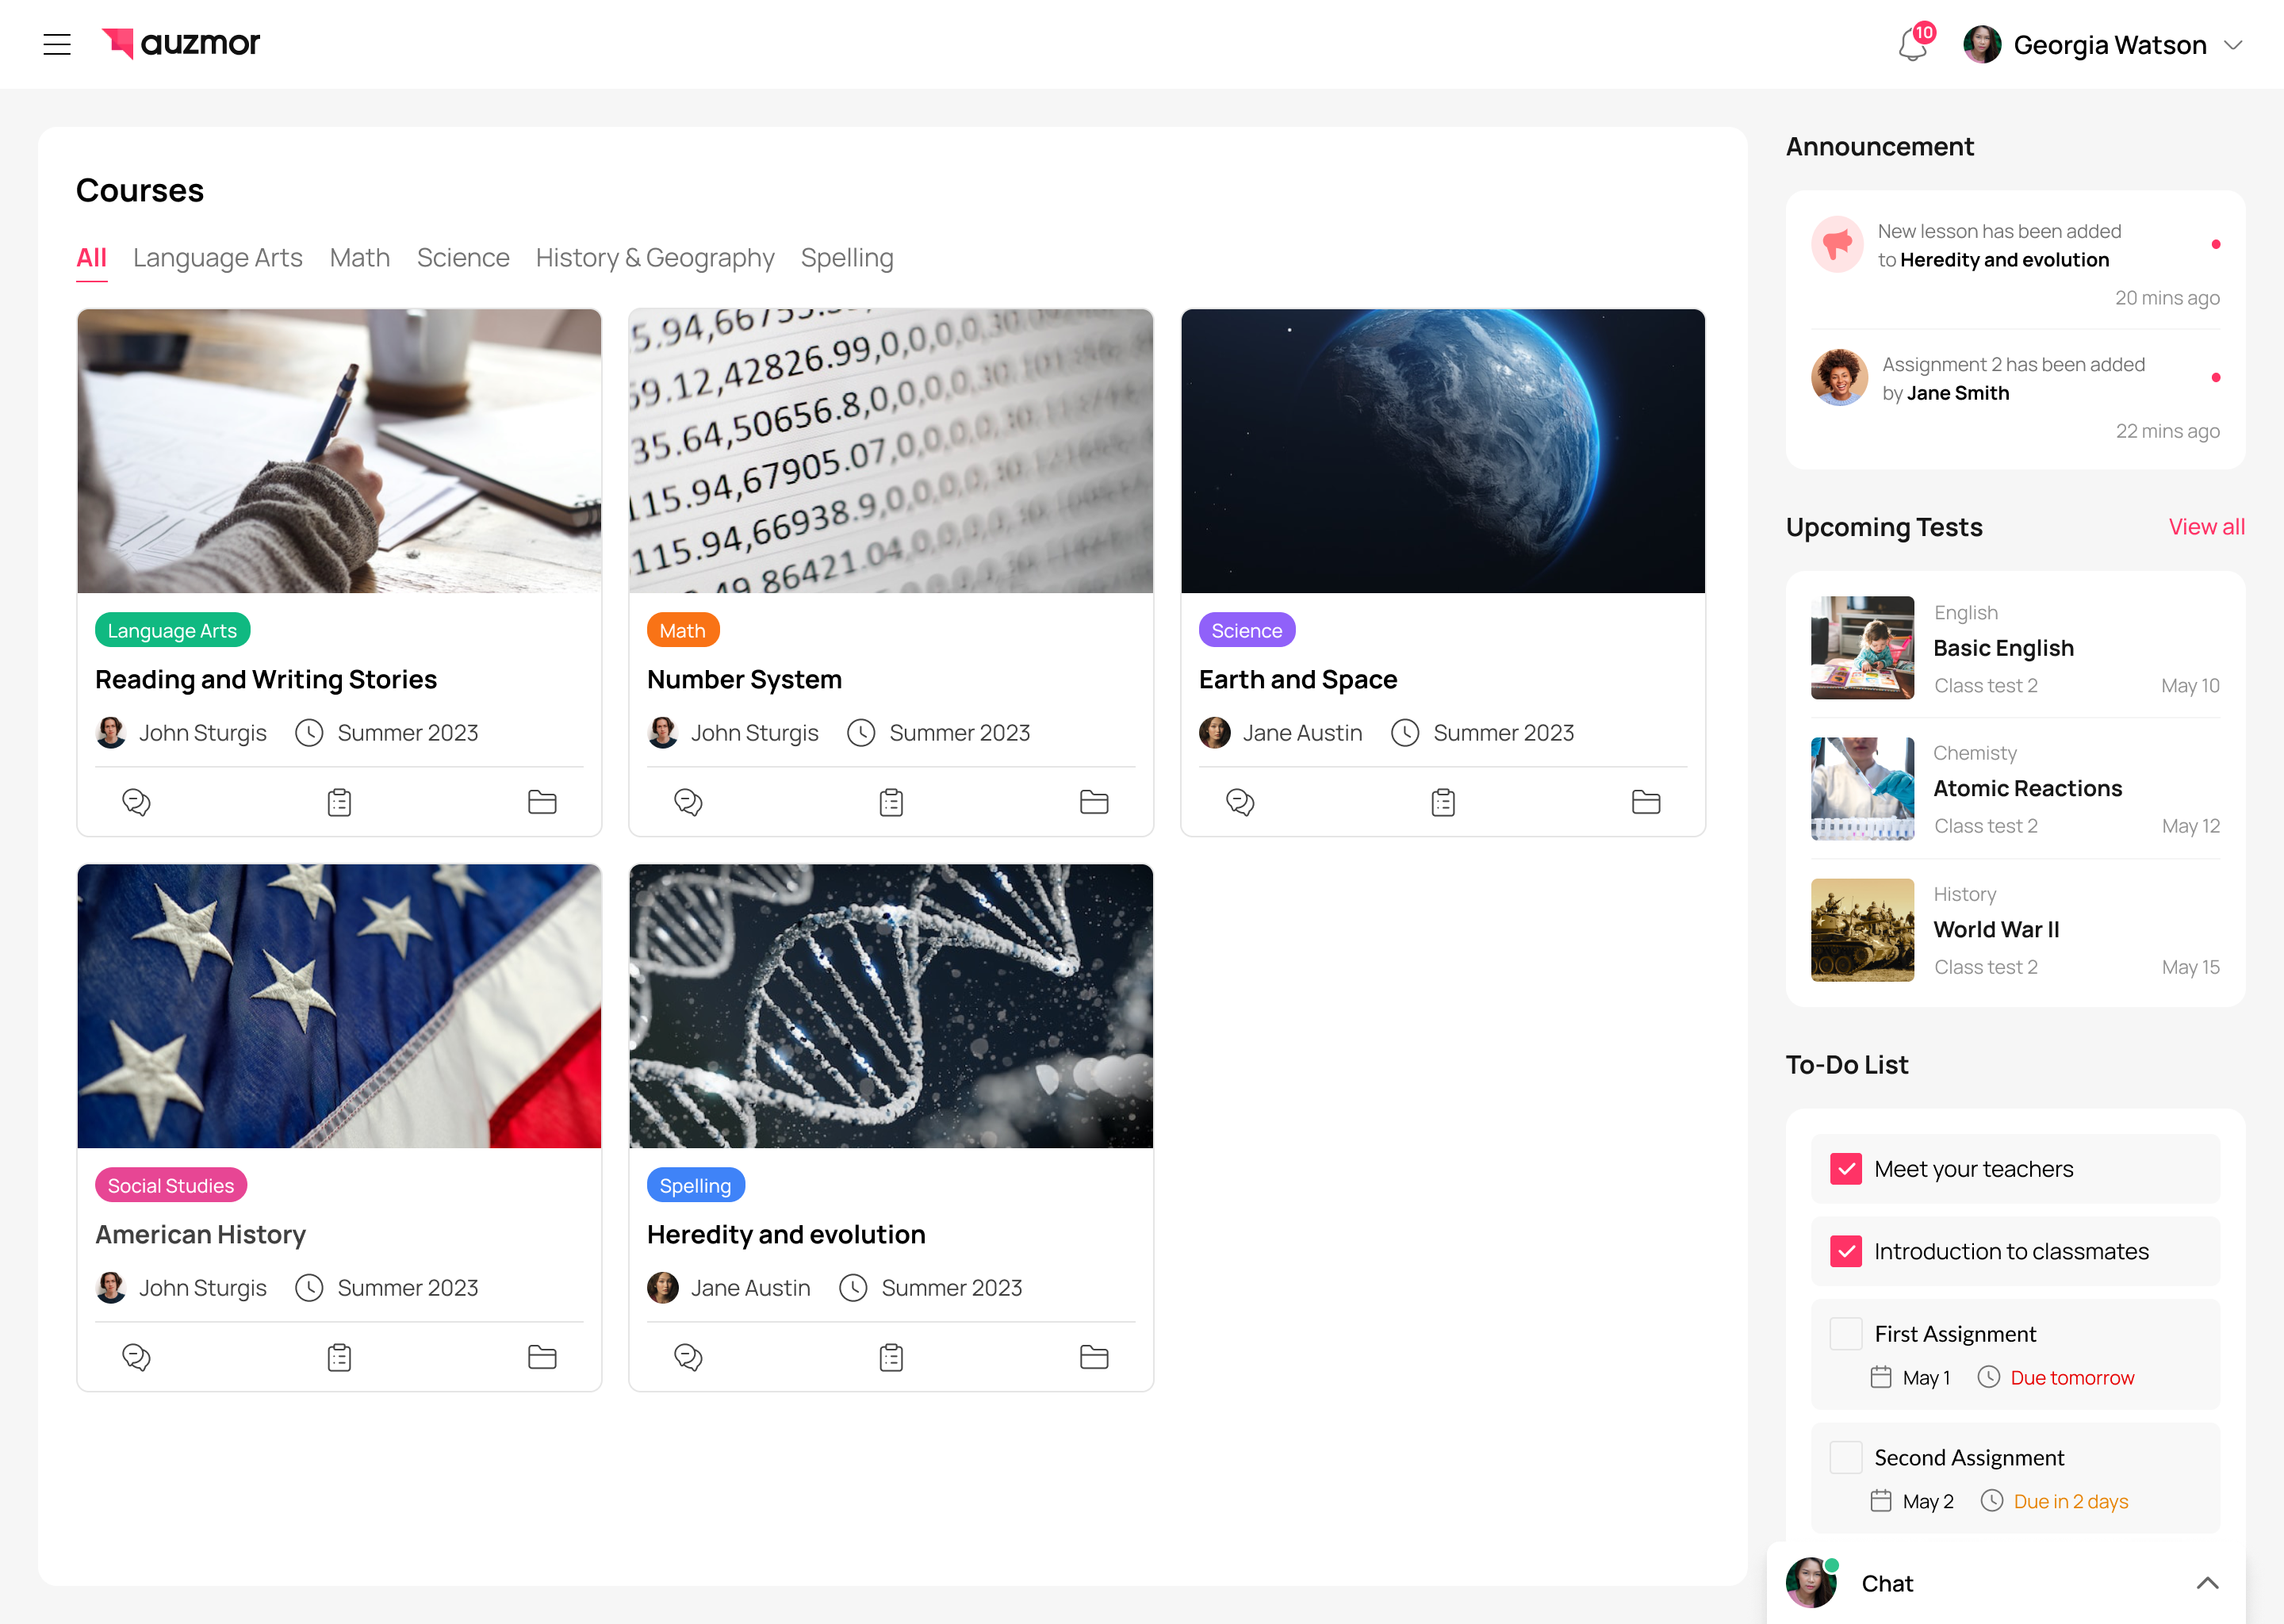 auzmor
10
Georgia Watson
Courses
All Language Arts Math Science History & Geography Spelling
69.12,42826.99,0,0,0,0,30.
35.64,50656.8,0,0,0,0,30.
115.94,67905.07,0,0,0,0,30.
115.94,66938.9,0,0,0,0,30.
Language Arts
Reading and Writing Stories
John Sturgis Summer 2023
Math
Number System
John Sturgis Summer 2023
Science
Earth and Space
Jane Austin Summer 2023
Social Studies
American History
John Sturgis Summer 2023
Spelling
Heredity and evolution
Jane Austin Summer 2023
Announcement
New lesson has been added
to Heredity and evolution
20 mins ago
Assignment 2 has been added
by Jane Smith
22 mins ago
Upcoming Tests View all
English
Basic English
Class test 2 May 10
Chemisty
Atomic Reactions
Class test 2 May 12
History
World War II
Class test 2 May 15
To-Do List
Meet your teachers
Introduction to classmates
First Assignment
May 1 Due tomorrow
Second Assignment
May 2 Due in 2 days
Chat